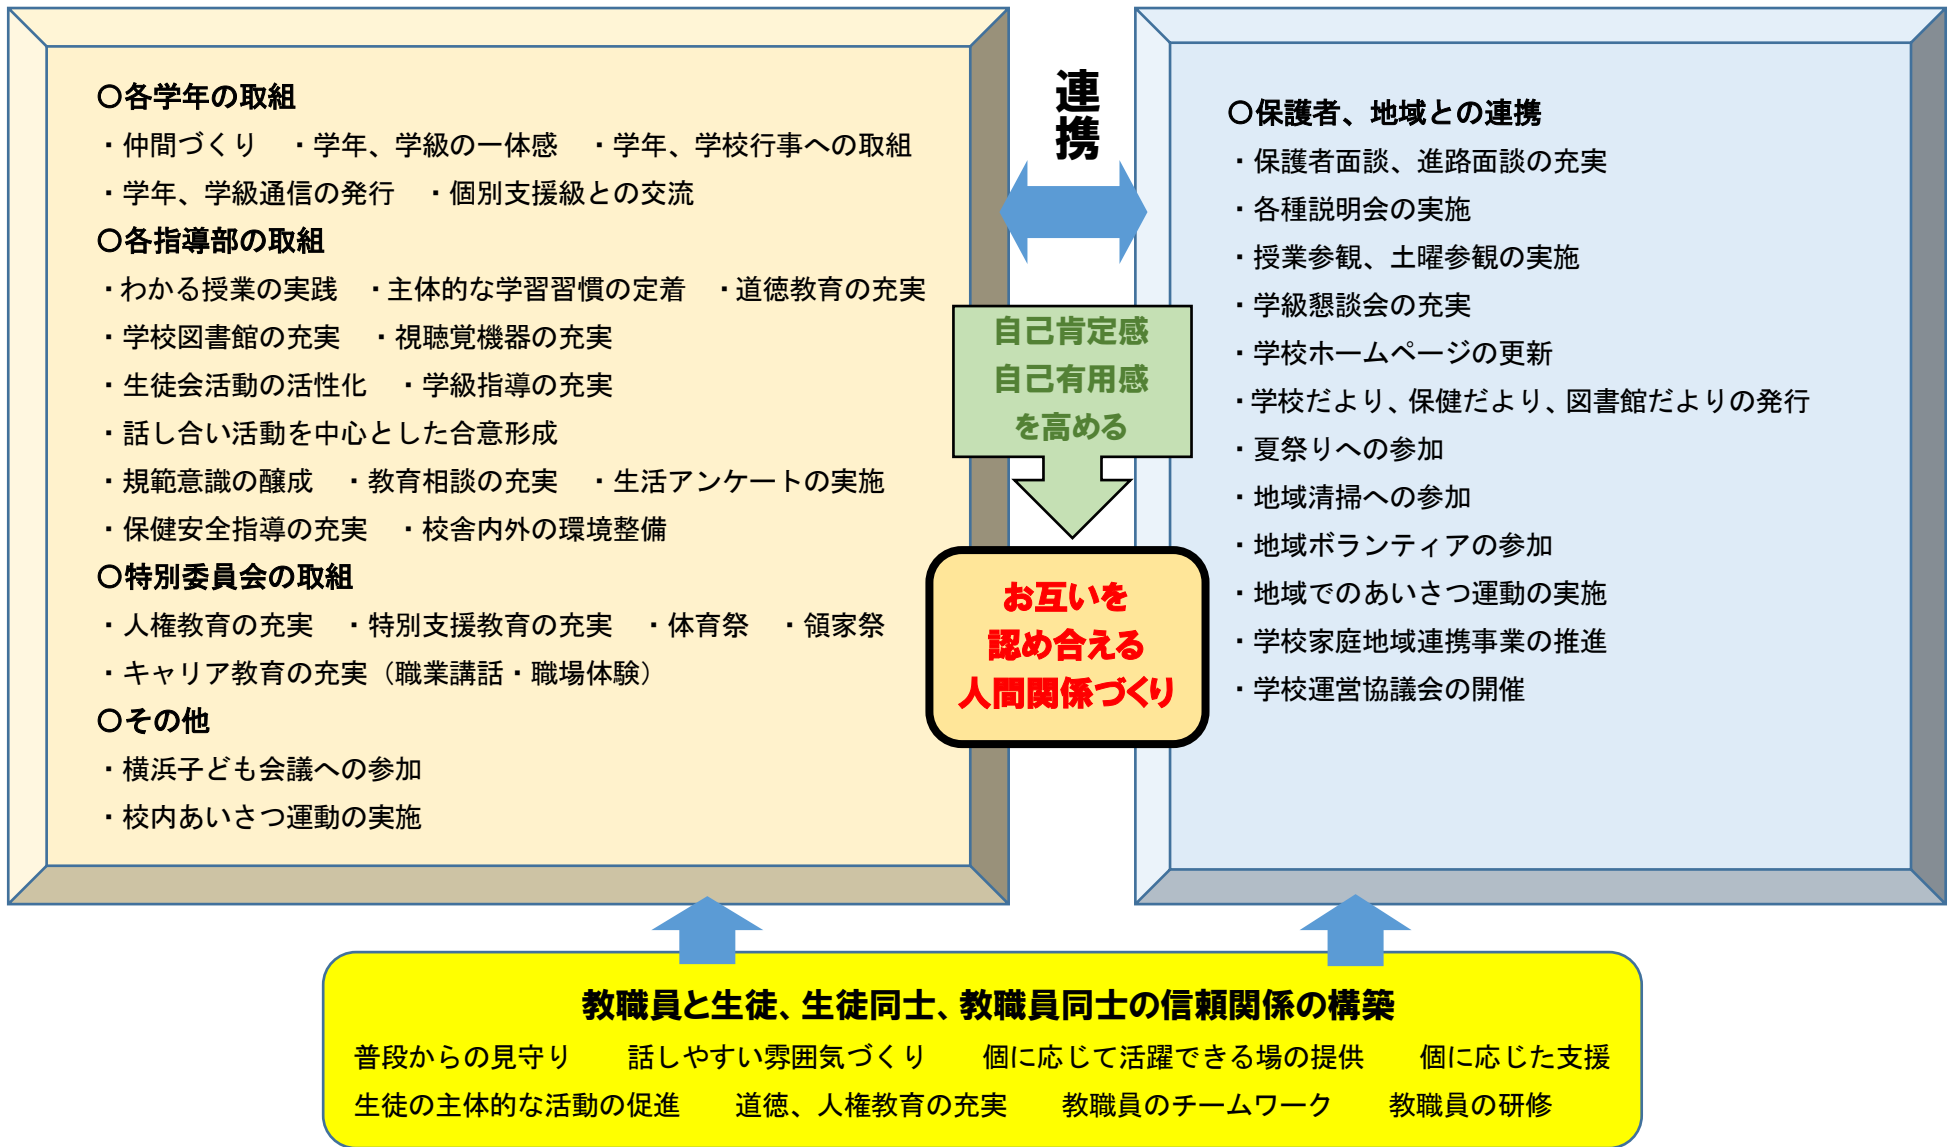 〇各学年の取組
・仲間づくり　・学年、学級の一体感　・学年、学校行事への取組
・学年、学級通信の発行　・個別支援級との交流
〇各指導部の取組
・わかる授業の実践　・主体的な学習習慣の定着　・道徳教育の充実
・学校図書館の充実　・視聴覚機器の充実
・生徒会活動の活性化　・学級指導の充実
・話し合い活動を中心とした合意形成
・規範意識の醸成　・教育相談の充実　・生活アンケートの実施
・保健安全指導の充実　・校舎内外の環境整備
〇特別委員会の取組
・人権教育の充実　・特別支援教育の充実　・体育祭　・領家祭
・キャリア教育の充実（職業講話・職場体験）
〇その他
・横浜子ども会議への参加
・校内あいさつ運動の実施
連携
自己肯定感
自己有用感
を高める
お互いを
認め合える
人間関係づくり
〇保護者、地域との連携
・保護者面談、進路面談の充実
・各種説明会の実施
・授業参観、土曜参観の実施
・学級懇談会の充実
・学校ホームページの更新
・学校だより、保健だより、図書館だよりの発行
・夏祭りへの参加
・地域清掃への参加
・地域ボランティアの参加
・地域でのあいさつ運動の実施
・学校家庭地域連携事業の推進
・学校運営協議会の開催
教職員と生徒、生徒同士、教職員同士の信頼関係の構築
普段からの見守り　話しやすい雰囲気づくり　個に応じて活躍できる場の提供　個に応じた支援
生徒の主体的な活動の促進　道徳、人権教育の充実　教職員のチームワーク　教職員の研修